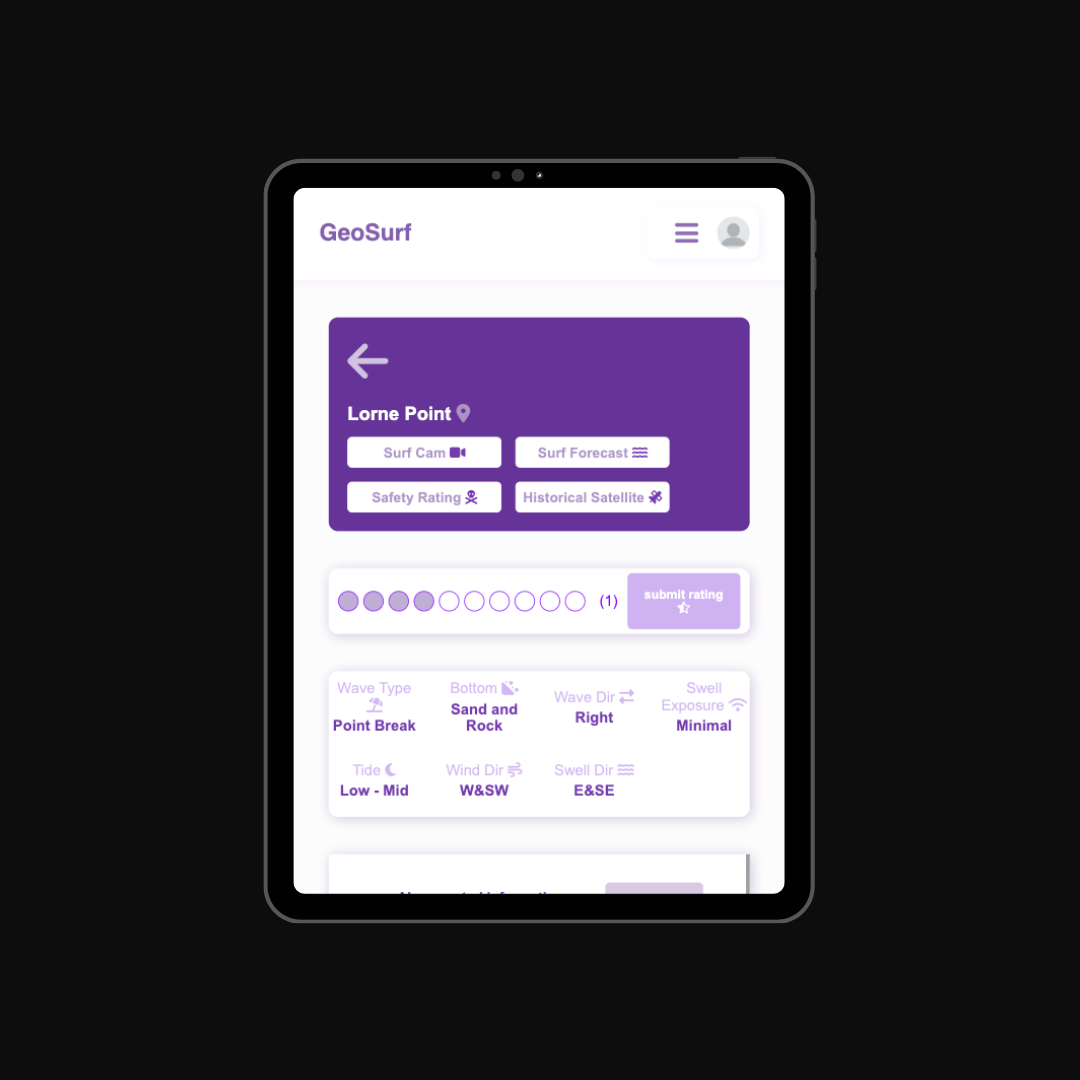 GeoSurf
Lorne Point
Surf Cam
Surf Forecast
Safety Rating
Historical Satellite
(1)
submit rating
Wave Type
Point Break
Bottom
Sand and
Rock
Wave Dir
Right
Swell
Exposure
Minimal
Tide
Low - Mid
Wind Dir
W&SW
Swell Dir
E&SE